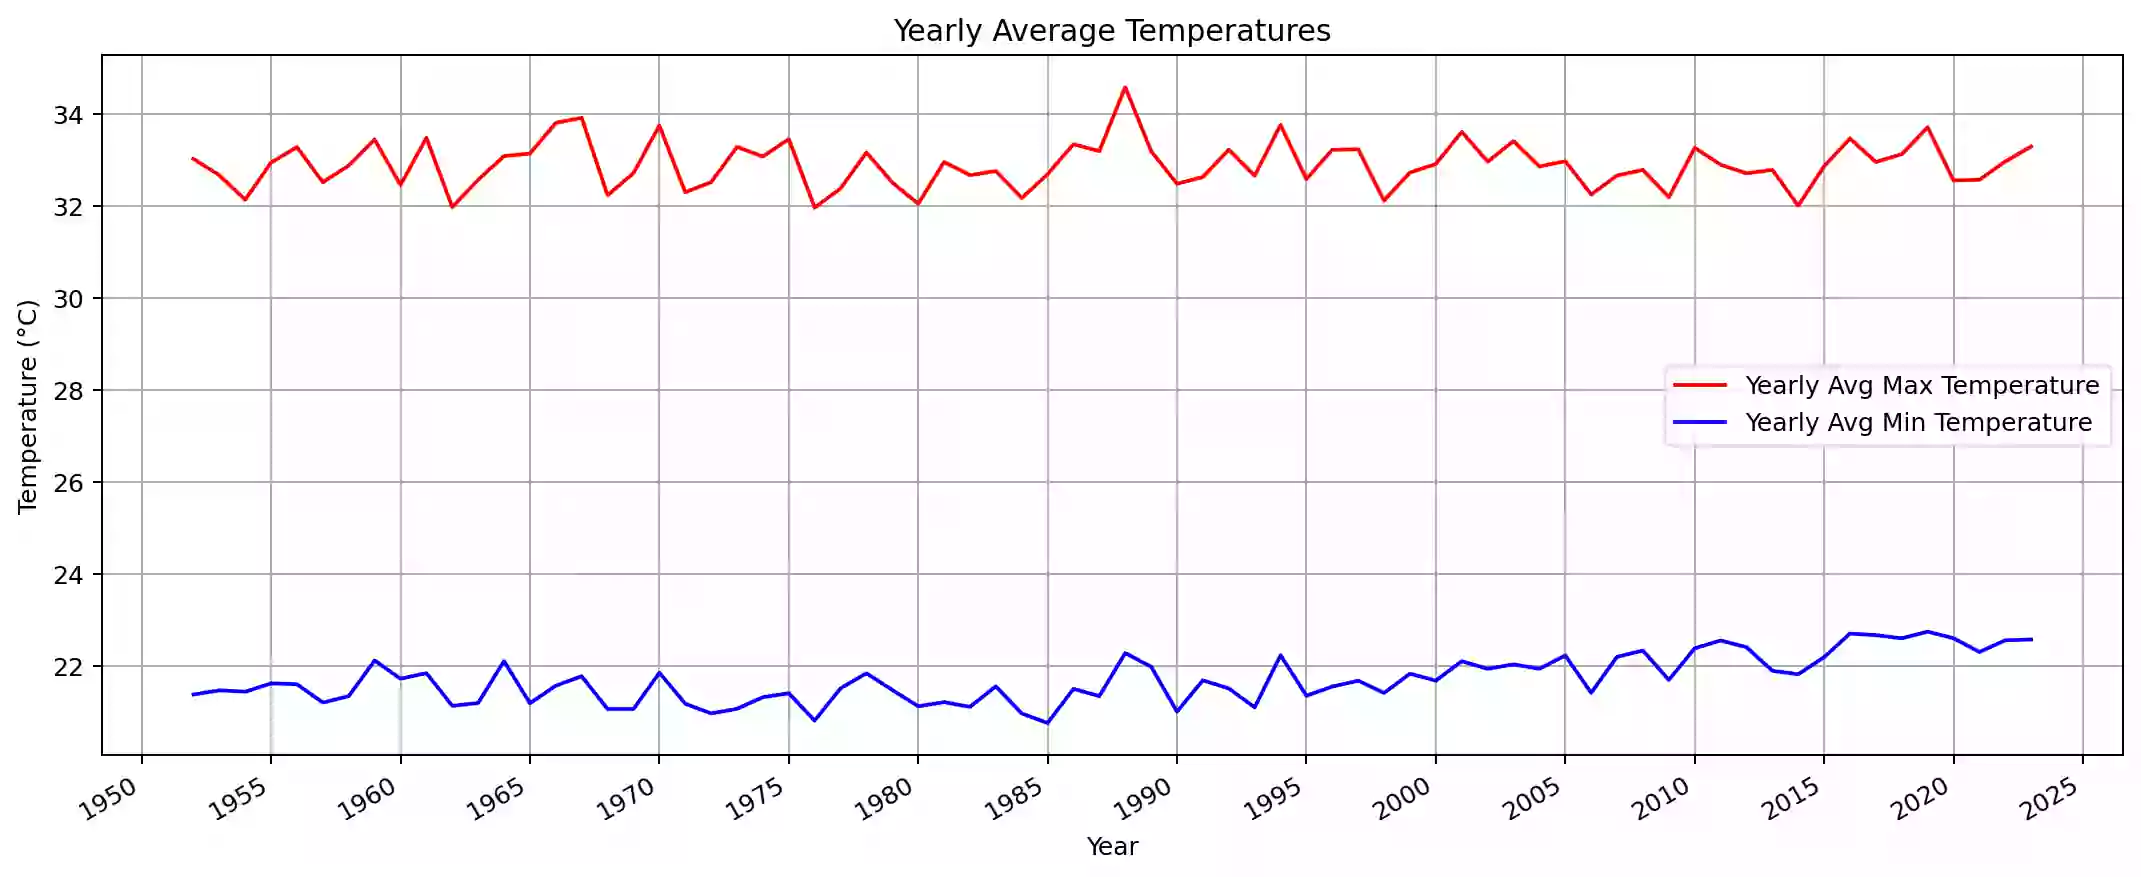 Yearly Average Temperatures
Temperature (°C)
34
32
30
28
26
24
22
Yearly Avg Max Temperature
Yearly Avg Min Temperature
1950 1955 1960 1965 1970 1975 1980 1985 1990 1995 2000 2005 2010 2015 2020 2025
Year